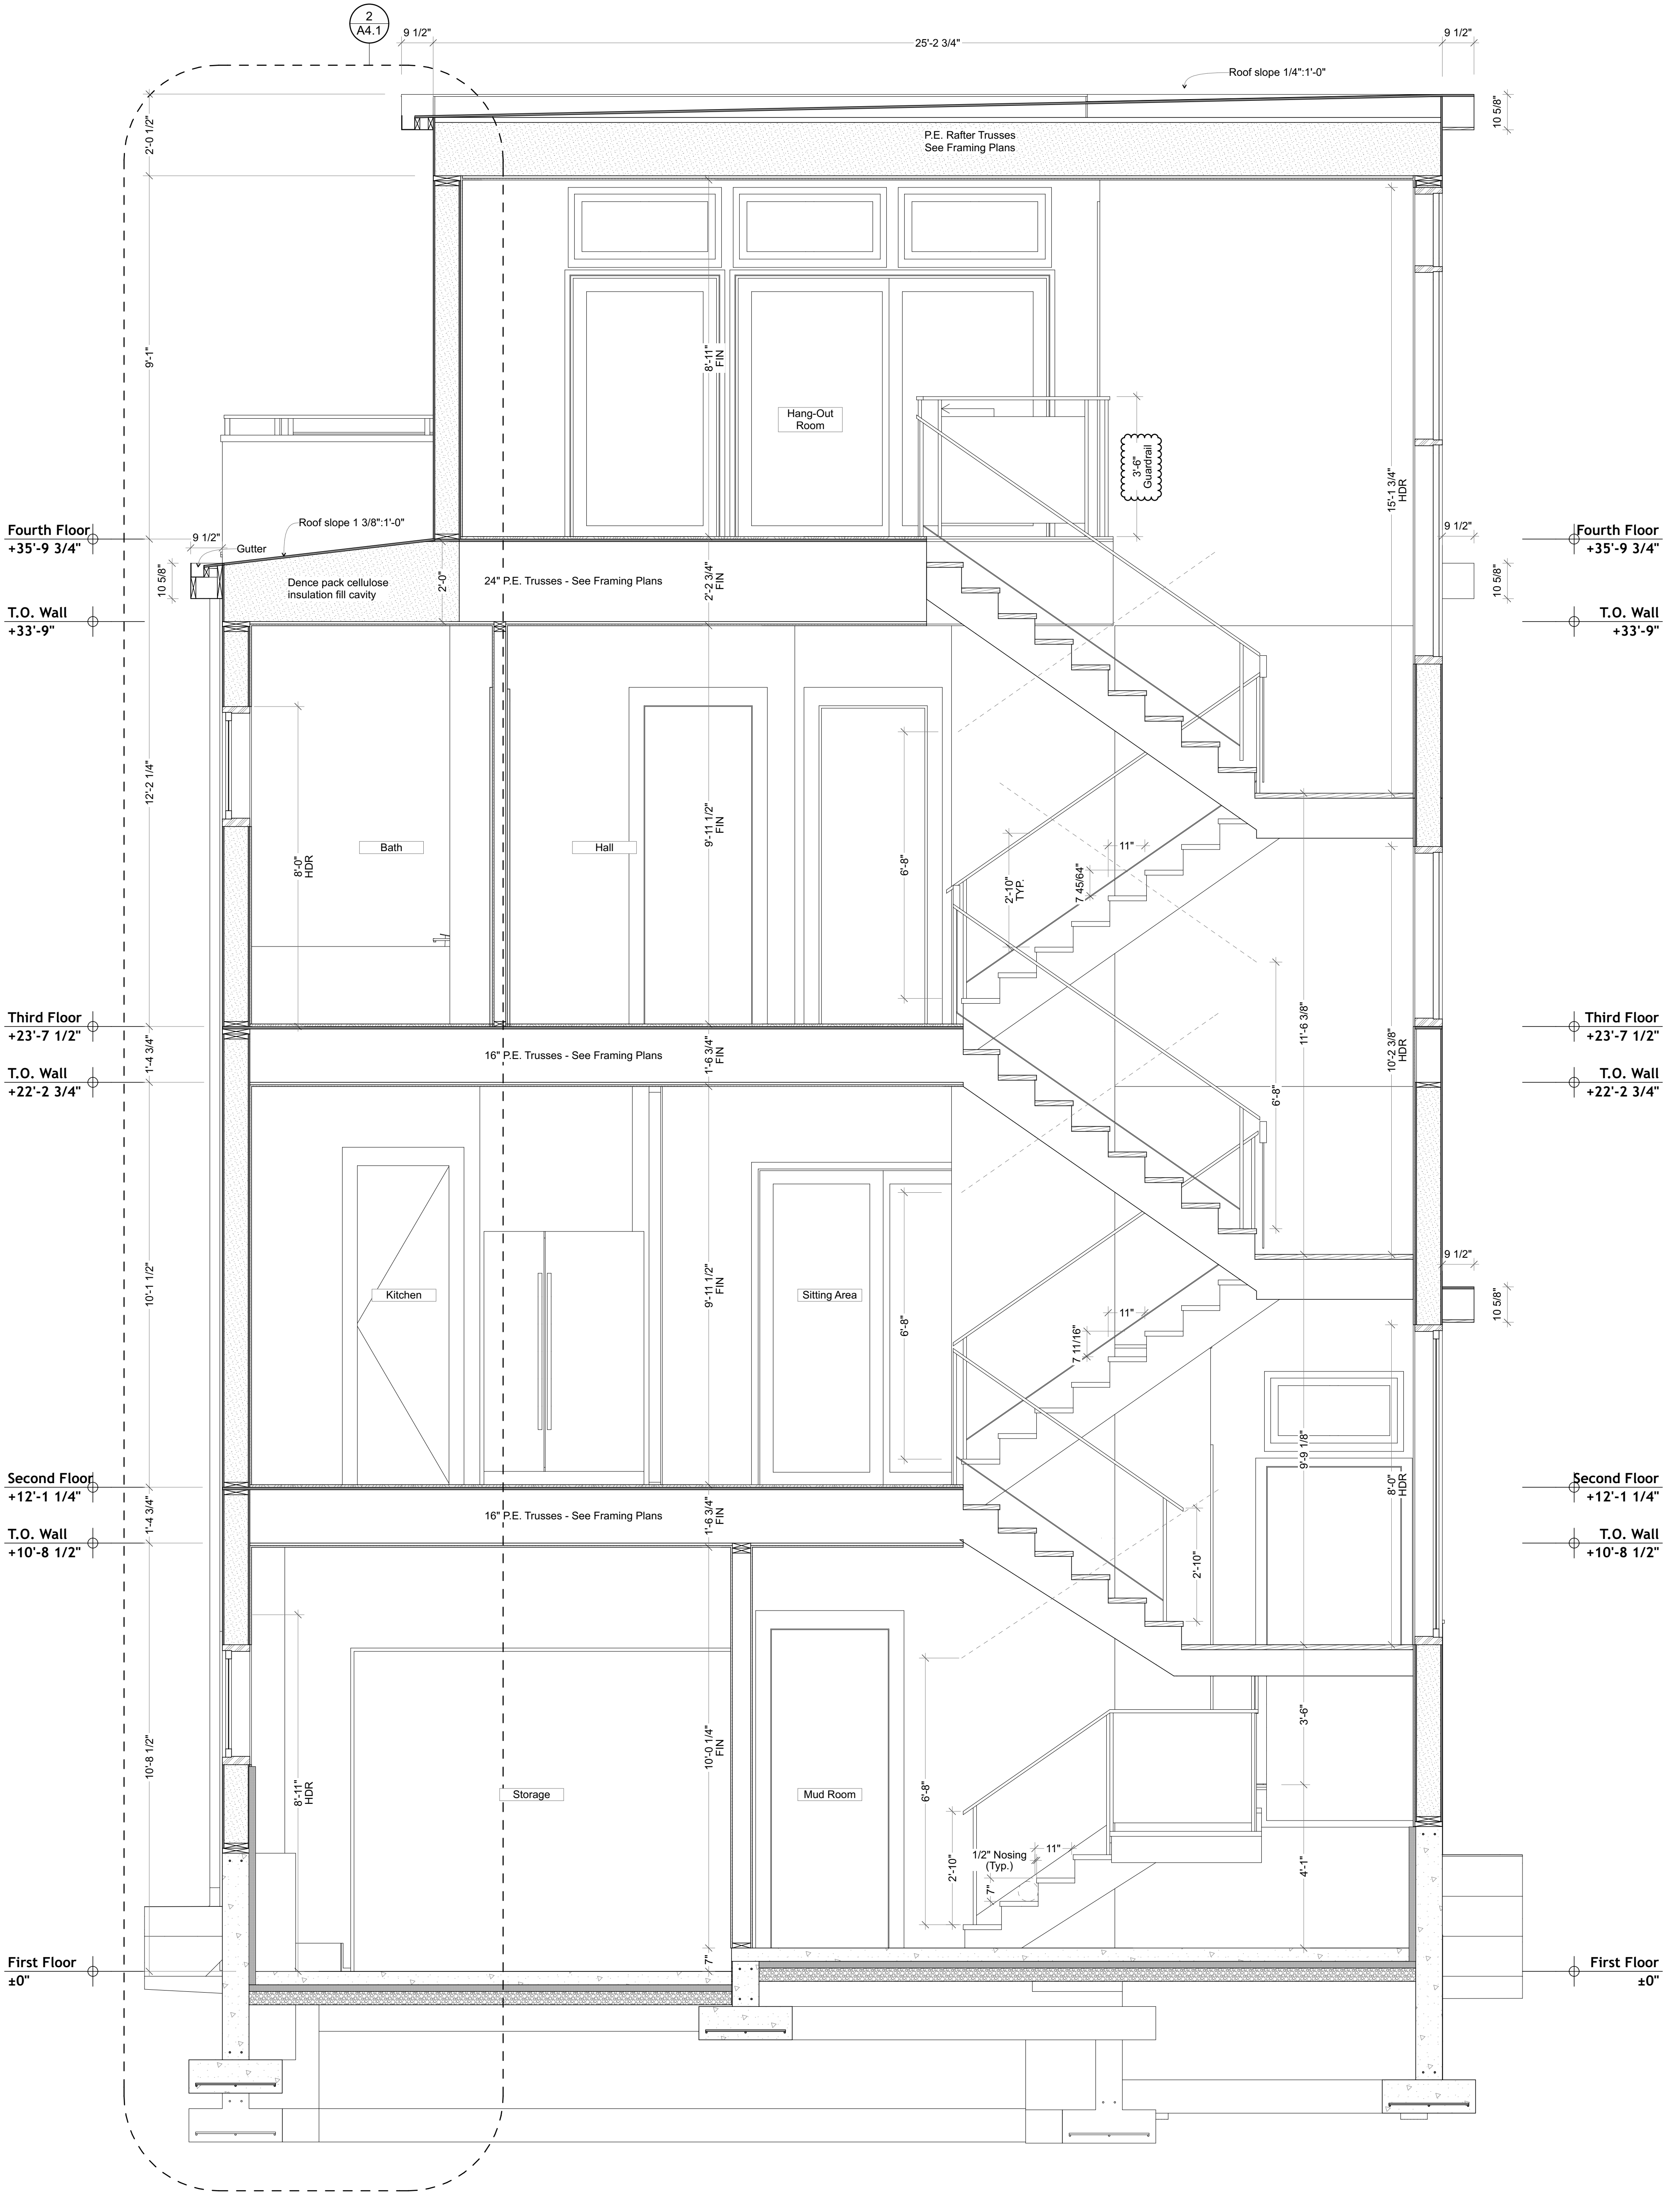 2
A4.1
9 1/2"
25'-2 3/4"
9 1/2"
Roof slope 1/4":1'-0"
2'-0 1/2"
10 5/8"
P.E. Rafter Trusses
See Framing Plans
9'-1"
8'-11"
FIN
Hang-Out
Room
3'-6"
Guardrail
15'-1 3/4"
HDR
Fourth Floor
+35'-9 3/4"
9 1/2"
Roof slope 1 3/8":1'-0"
Gutter
9 1/2"
Fourth Floor
+35'-9 3/4"
10 5/8"
Dence pack cellulose
insulation fill cavity
2'-0"
24" P.E. Trusses - See Framing Plans
2'-2 3/4"
FIN
10 5/8"
T.O. Wall
+33'-9"
T.O. Wall
+33'-9"
12'-2 1/4"
8'-0"
HDR
Bath
Hall
9'-11 1/2"
FIN
6'-8"
2'-10"
TYP.
7 45/64"
11"
11'-6 3/8"
10'-2 3/8"
HDR
6'-8"
Third Floor
+23'-7 1/2"
Third Floor
+23'-7 1/2"
1'-4 3/4"
16" P.E. Trusses - See Framing Plans
1'-6 3/4"
FIN
T.O. Wall
+22'-2 3/4"
T.O. Wall
+22'-2 3/4"
10'-1 1/2"
Kitchen
9'-11 1/2"
FIN
Sitting Area
6'-8"
7 11/16"
11"
9 1/2"
10 5/8"
9'-9 1/8"
8'-0"
HDR
Second Floor
+12'-1 1/4"
Second Floor
+12'-1 1/4"
1'-4 3/4"
16" P.E. Trusses - See Framing Plans
1'-6 3/4"
FIN
T.O. Wall
+10'-8 1/2"
T.O. Wall
+10'-8 1/2"
2'-10"
10'-8 1/2"
8'-11"
HDR
Storage
10'-0 1/4"
FIN
Mud Room
6'-8"
3'-6"
2'-10"
1/2" Nosing
(Typ.)
11"
7"
4'-1"
7"
First Floor
±0"
First Floor
±0"